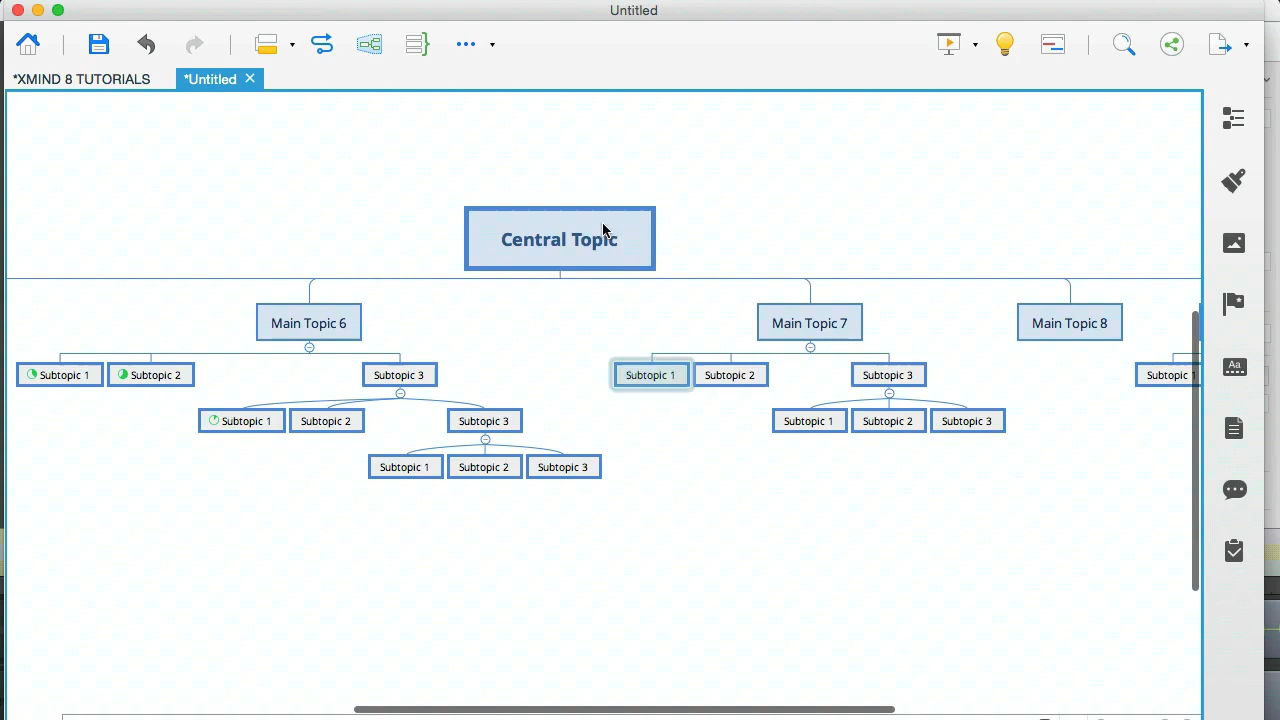 Untitled
*XMIND 8 TUTORIALS
*Untitled
Central Topic
Main Topic 6
Main Topic 7
Main Topic 8
Subtopic 1
Subtopic 2
Subtopic 3
Subtopic 1
Subtopic 2
Subtopic 3
Subtopic 1
Aa
Subtopic 1
Subtopic 2
Subtopic 3
Subtopic 1
Subtopic 2
Subtopic 3
Subtopic 1
Subtopic 2
Subtopic 3